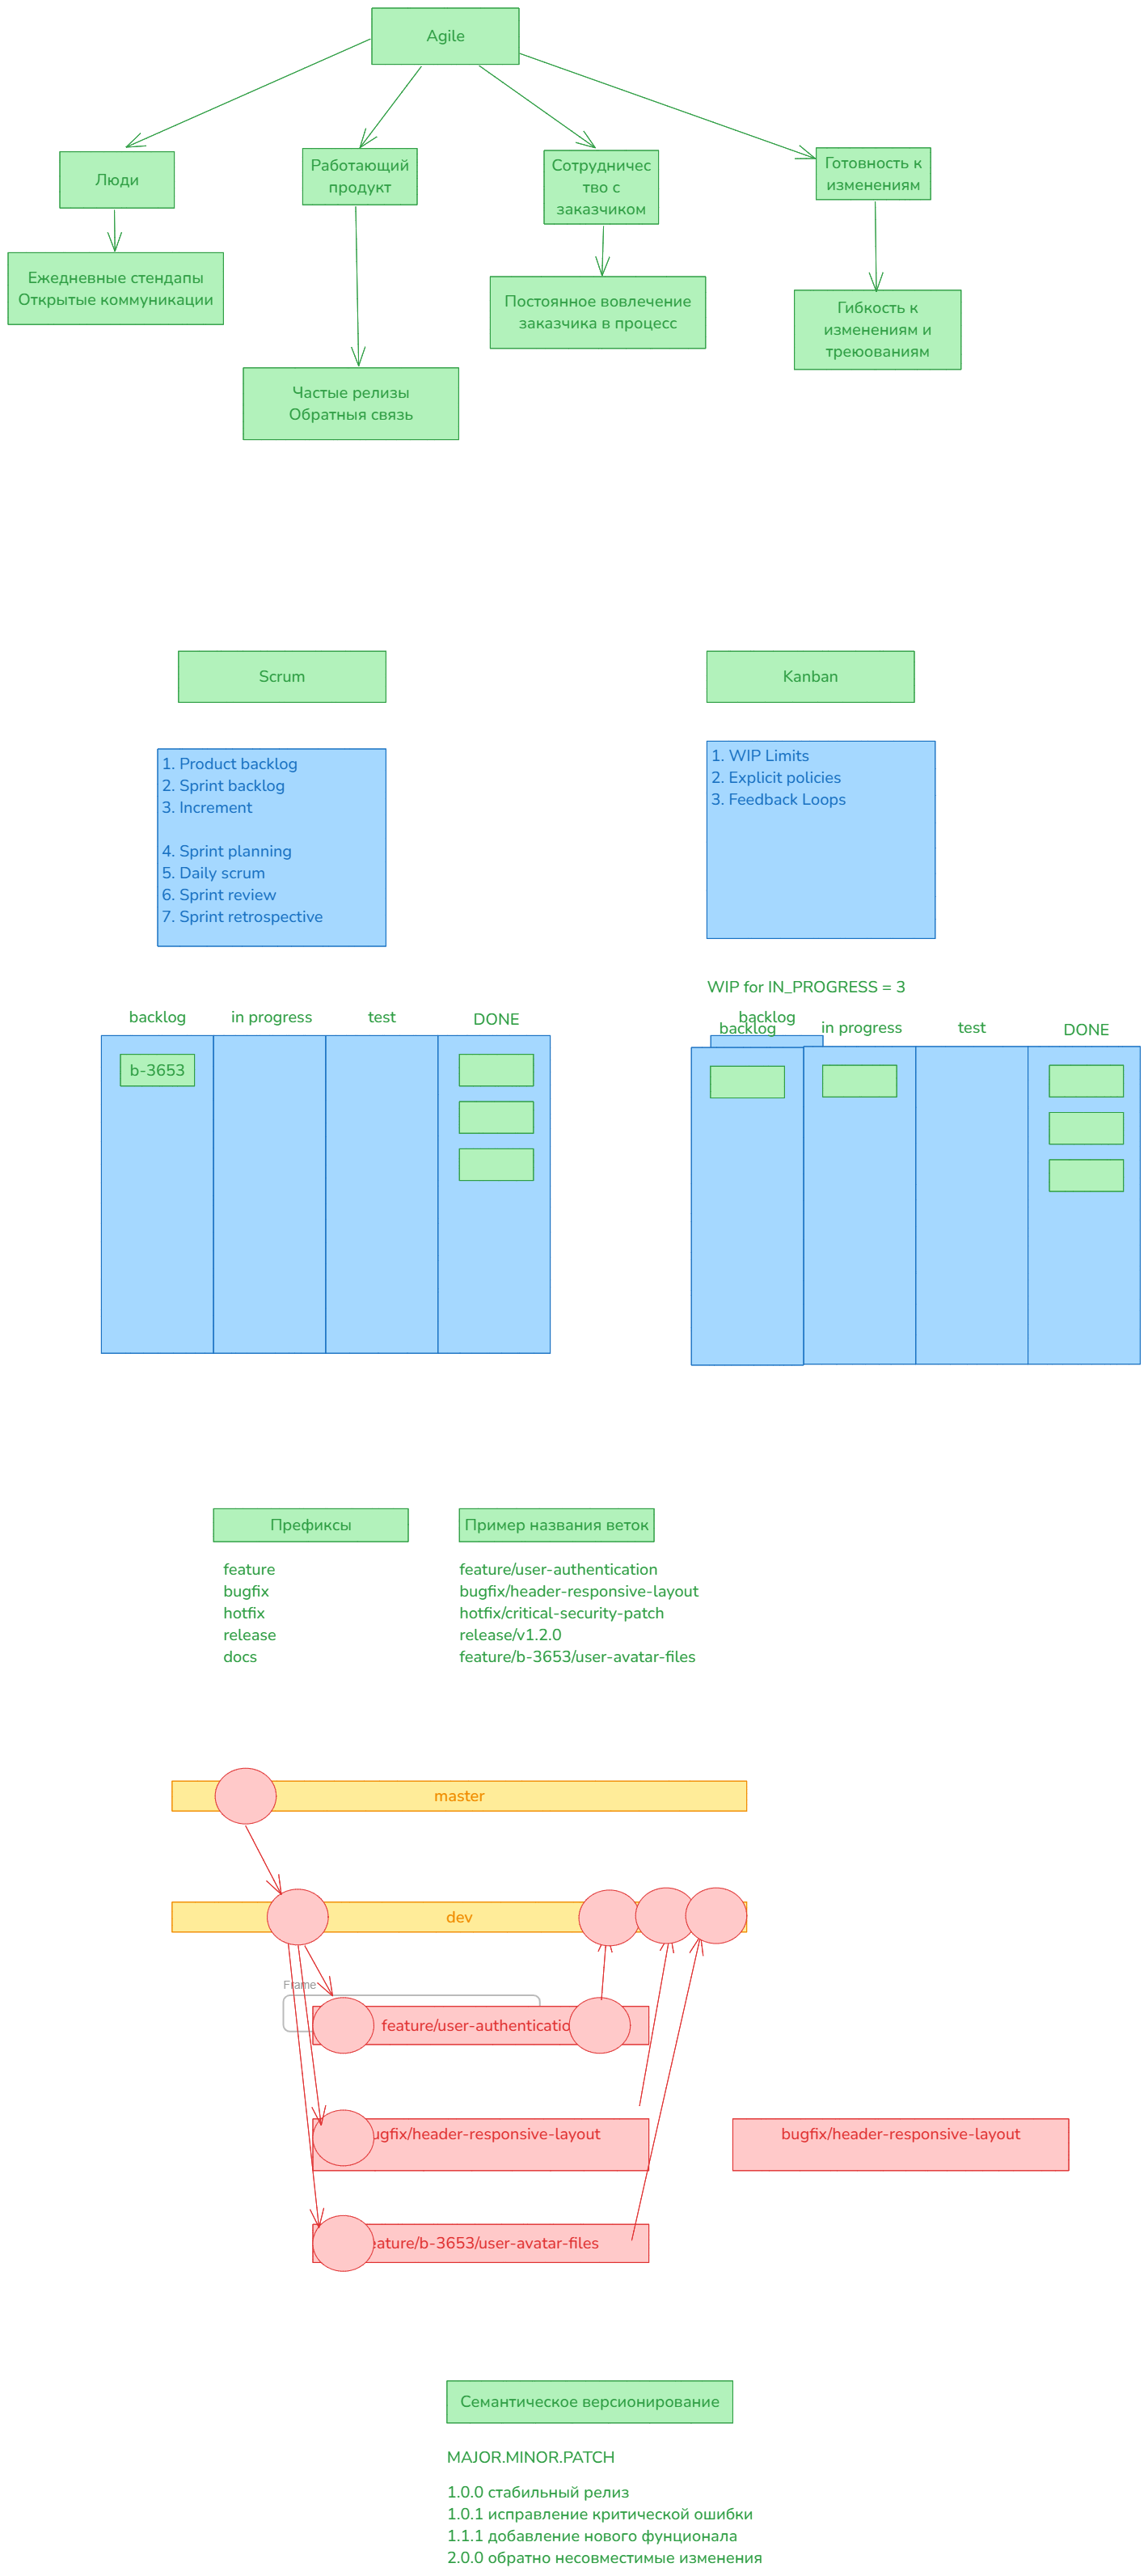 Agile
Люди
Работающий
продукт
Сотрудничес
тво с
заказчиком
Готовность к
изменениям
Ежедневные стендапы
Открытые коммуникации
Постоянное вовлечение
заказчика в процесс
Гибкость к
изменениям и
треюованиям
Частые релизы
Обратныя связь
Scrum
Kanban
1. Product backlog
2. Sprint backlog
3. Increment
4. Sprint planning
5. Daily scrum
6. Sprint review
7. Sprint retrospective
1. WIP Limits
2. Explicit policies
3. Feedback Loops
WIP for IN_PROGRESS = 3
backlog
in progress
test
DONE
b-3653
backlog
backlog
in progress
test
DONE
Префиксы
feature
bugfix
hotfix
release
docs
Пример названия веток
feature/user-authentication
bugfix/header-responsive-layout
hotfix/critical-security-patch
release/v1.2.0
feature/b-3653/user-avatar-files
master
dev
Frame
feature/user-authenticatio
ugfix/header-responsive-layout
bugfix/header-responsive-layout
eature/b-3653/user-avatar-files
Семантическое версионирование
MAJOR.MINOR.PATCH
1.0.0 стабильный релиз
1.0.1 исправление критической ошибки
1.1.1 добавление нового фунционала
2.0.0 обратно несовместимые изменения